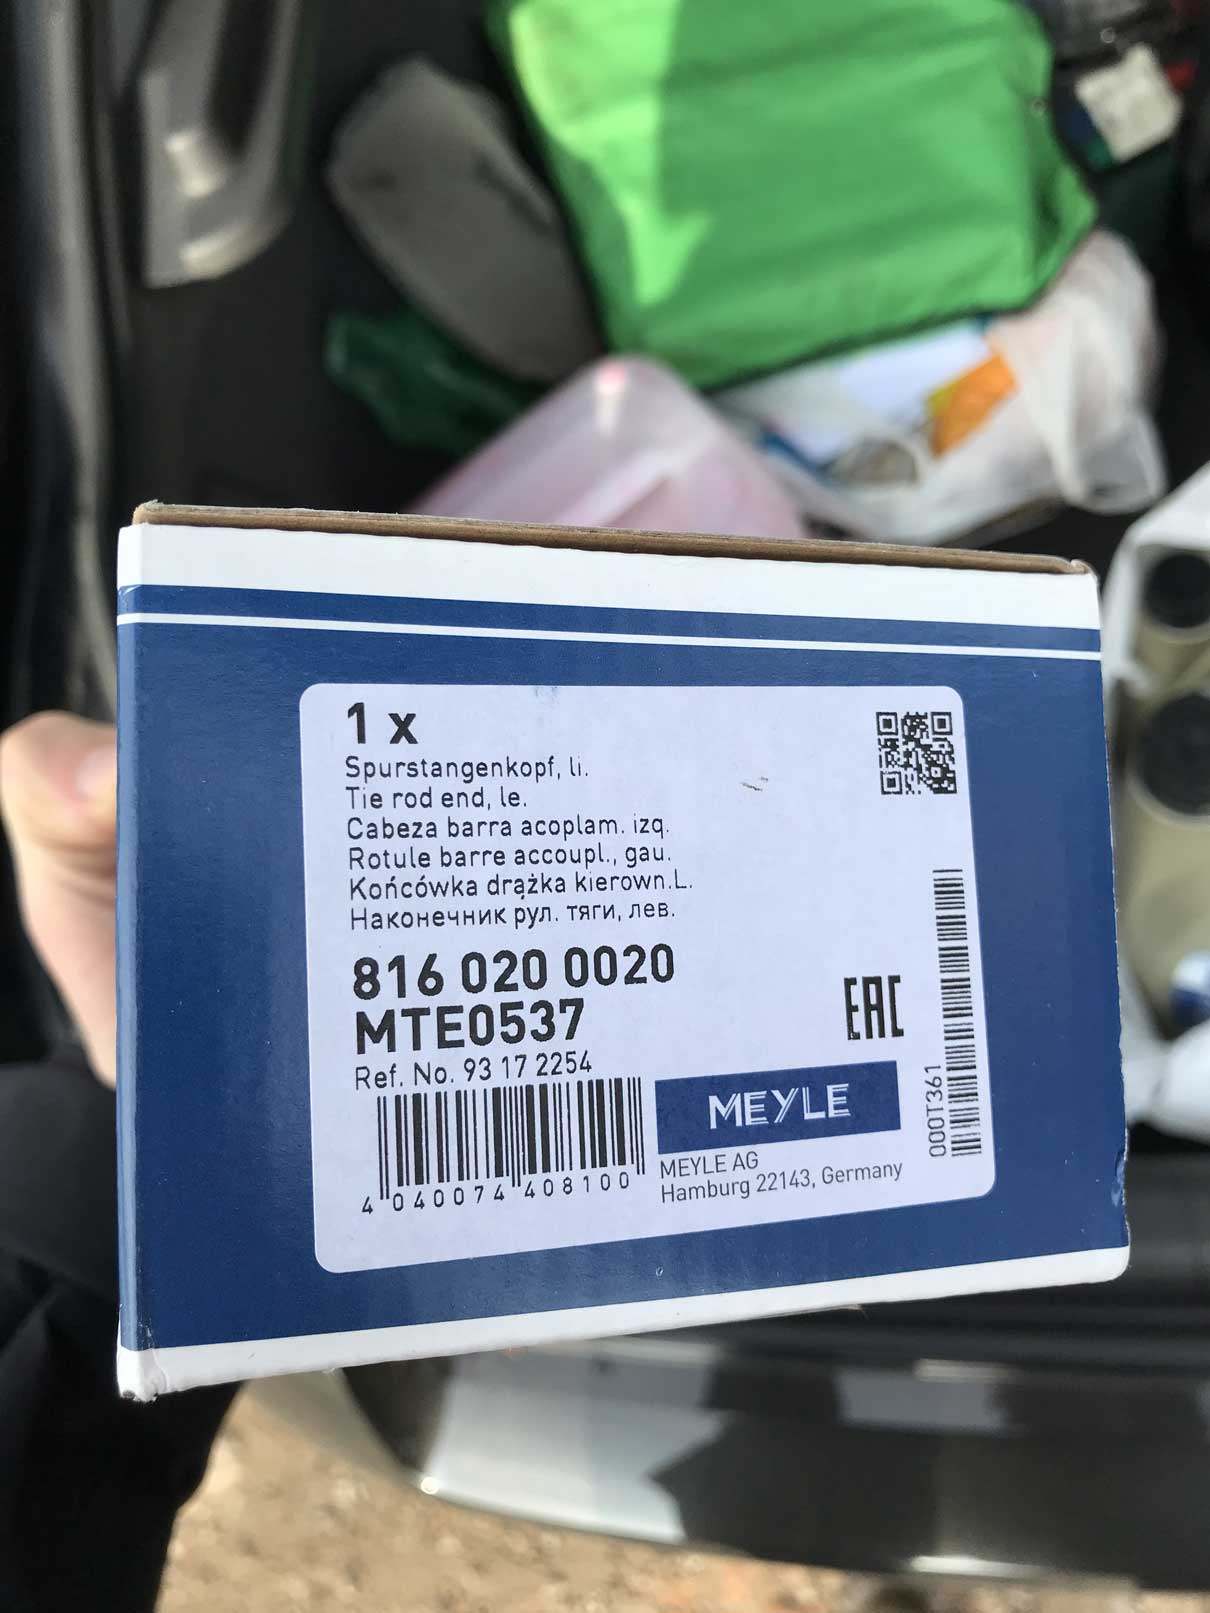 1 x
Spurstangenkopf, li.
Tie rod end, le.
Cabeza barra acoplam. izq.
Rotule barre accoupl., gau.
Końcówka drążka kierown.L.
Наконечник рул. тяги, лев.
816 020 0020
MTE0537
Ref. No. 93 17 2254
4 040074 408100
EAC
MEYLE
MEYLE AG
Hamburg 22143, Germany
000T361